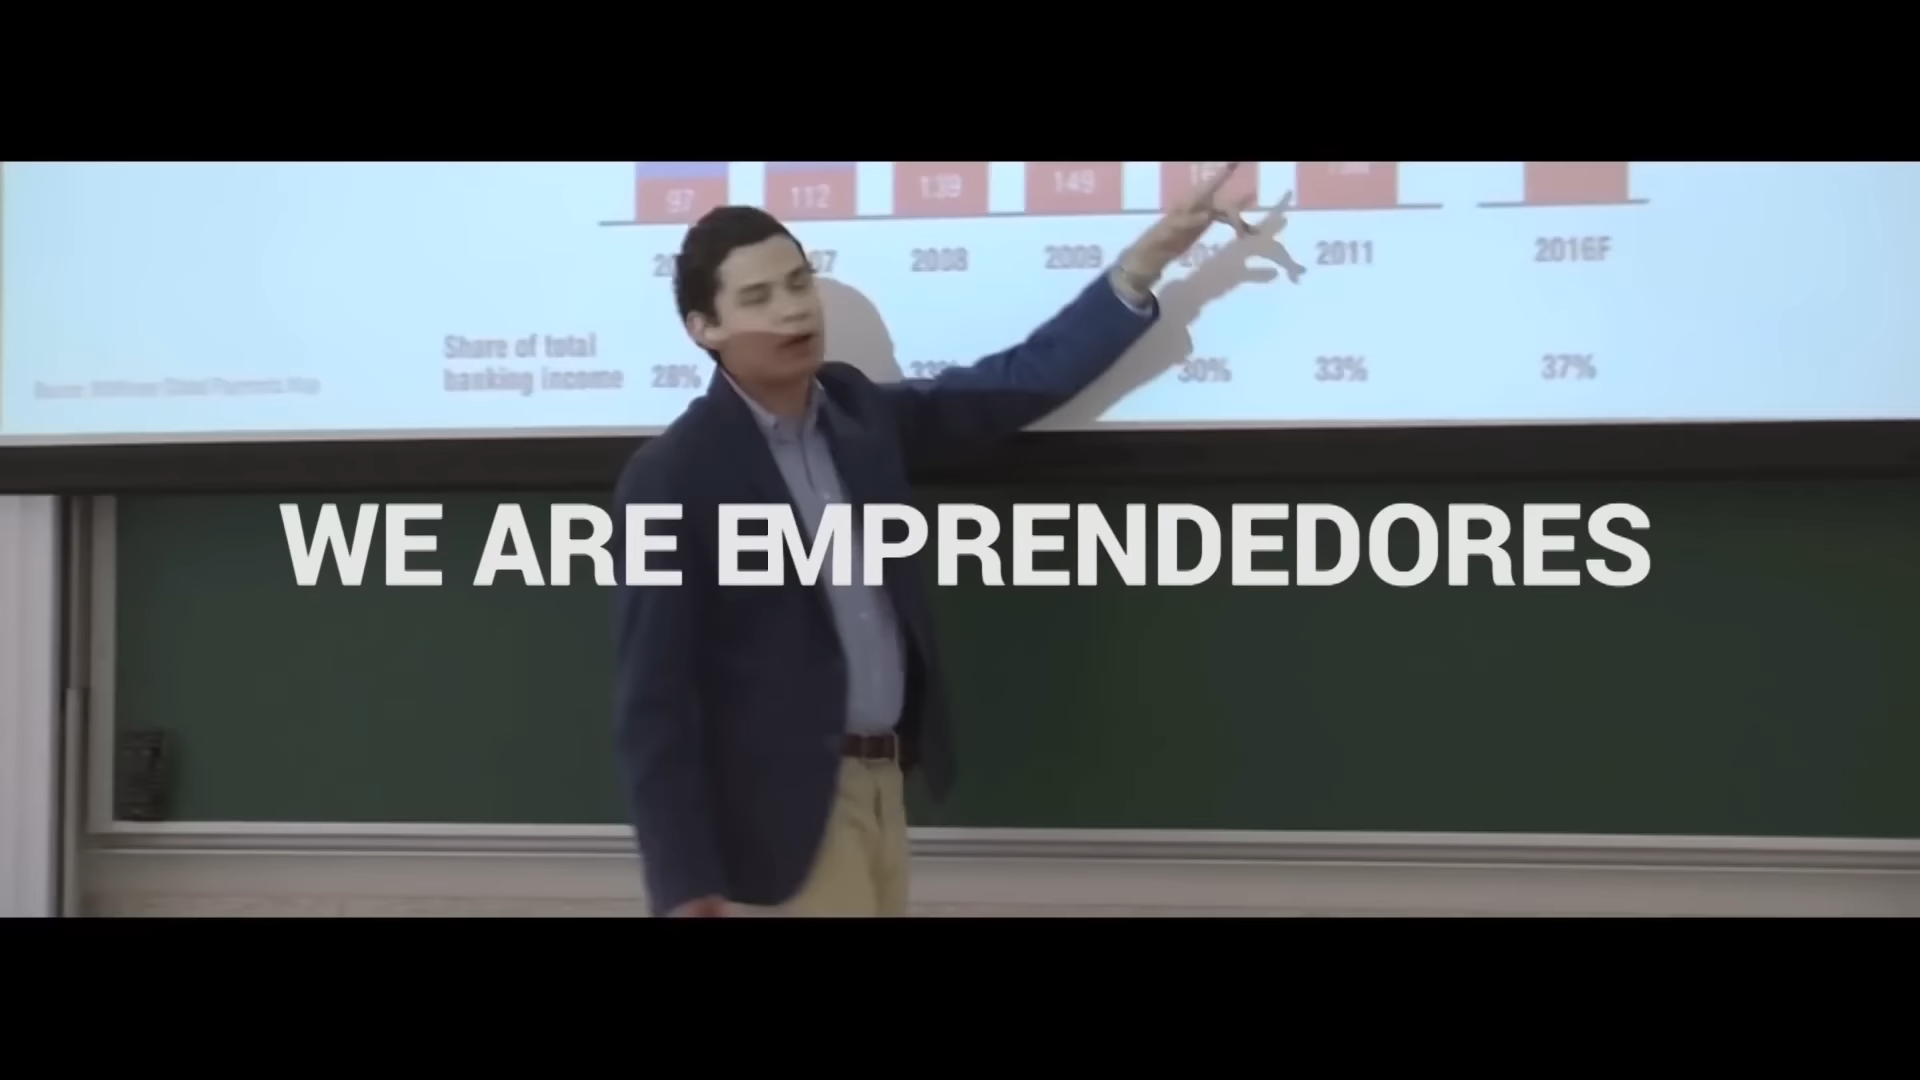 97 112 139 149
2008 2009 2011 2016F
Share of total
banking income 28% 30% 33% 37%
WE ARE EMPRENDEDORES